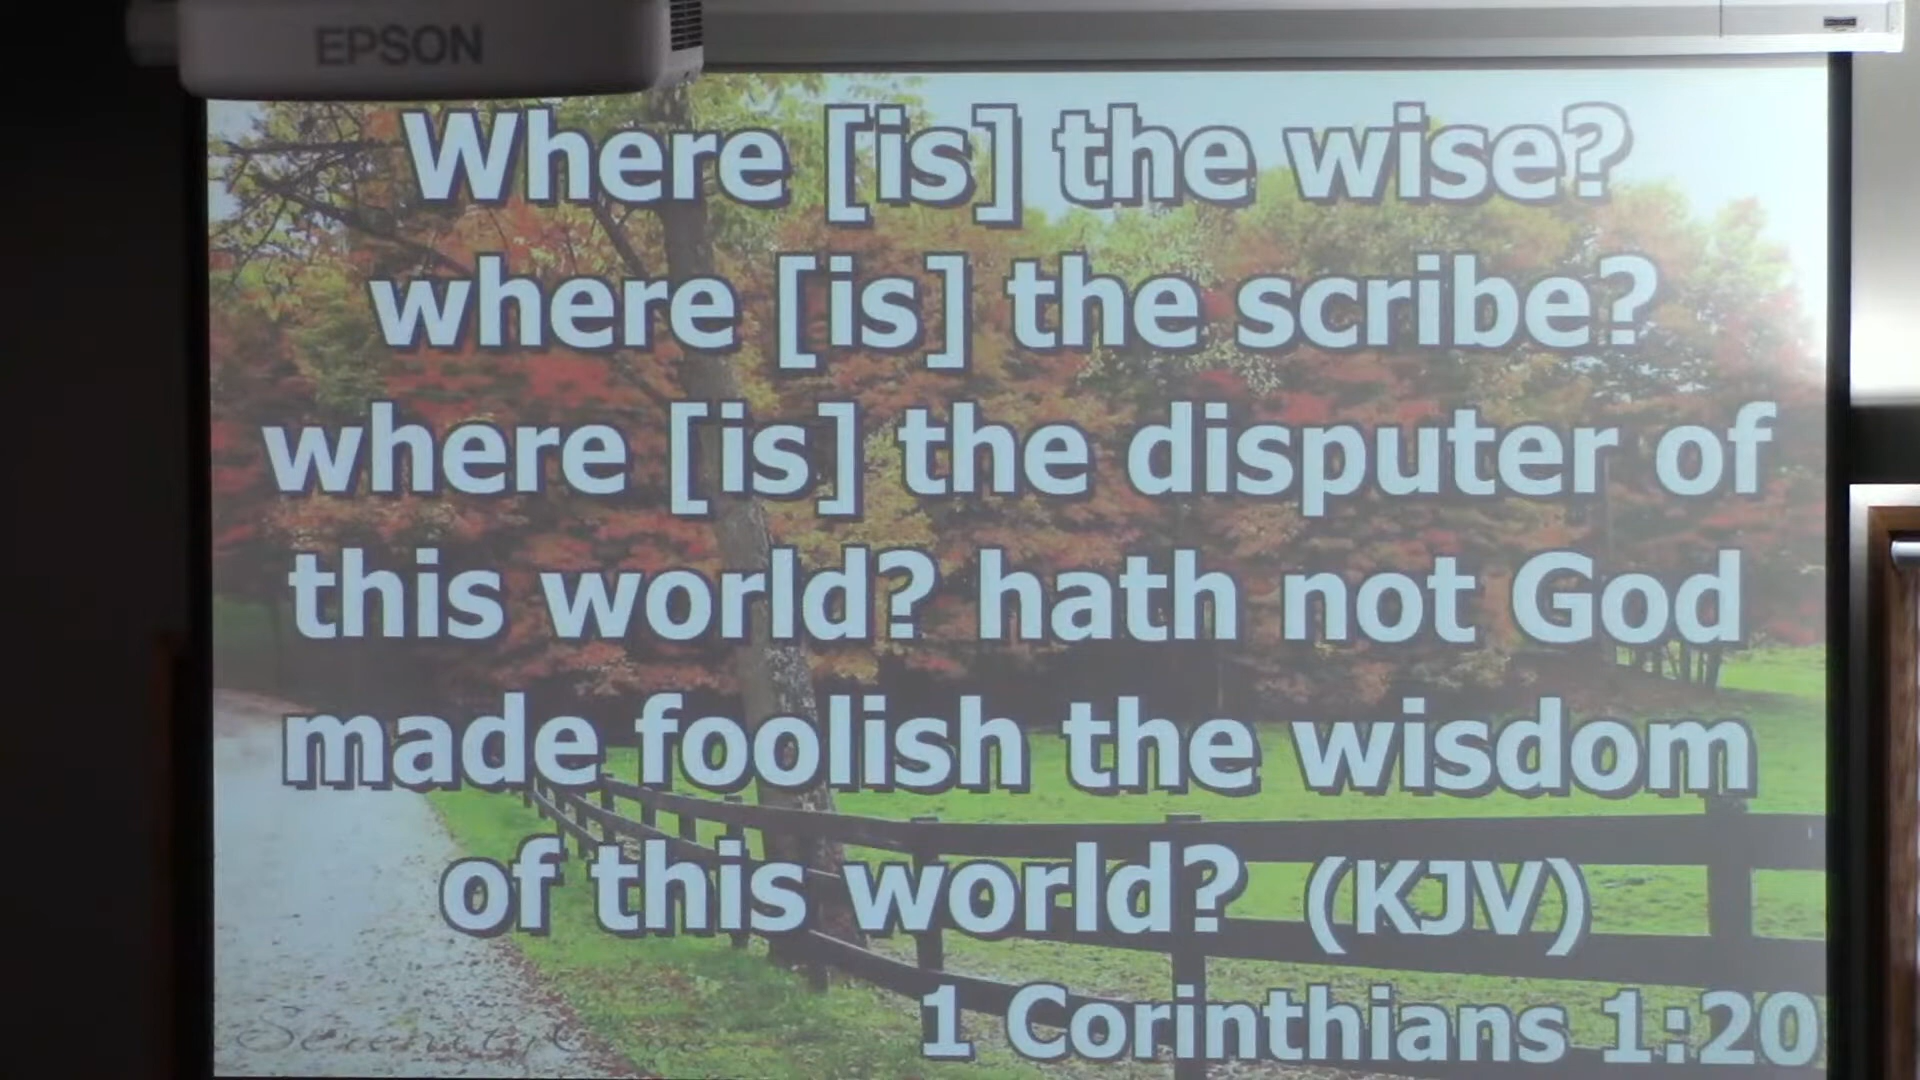 EPSON
Where [is] the wise?
where [is] the scribe?
where [is] the disputer of
this world? hath not God
made foolish the wisdom
of this world? (KJV)
1 Corinthians 1:20